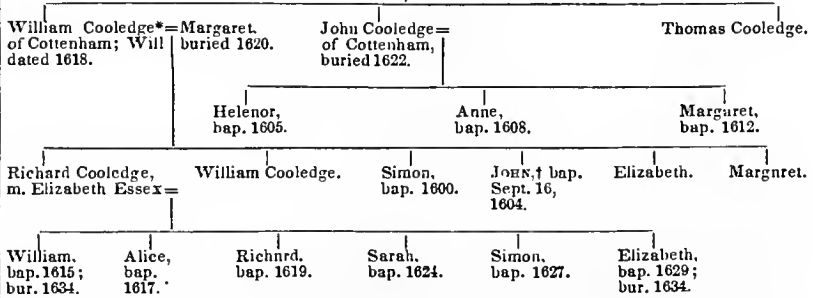 William Cooledge*=Margaret, John Cooledge= Thomas Cooledge.
of Cottenham; Will buried 1620. of Cottenham,
dated 1618. buried 1622.
Helenor, Anne, Margaret,
bap. 1605. bap. 1608. bap. 1612.
Richard Cooledge, William Cooledge. Simon, JOHN,† bap. Elizabeth. Margaret.
m. Elizabeth Essex= bap. 1600. Sept. 16,
1604.
William, Alice, Richard, Sarah, Simon, Elizabeth,
bap. 1615; bap. bap. 1619. bap. 1624. bap. 1627. bap. 1629;
bur. 1634. 1617. bur. 1634.